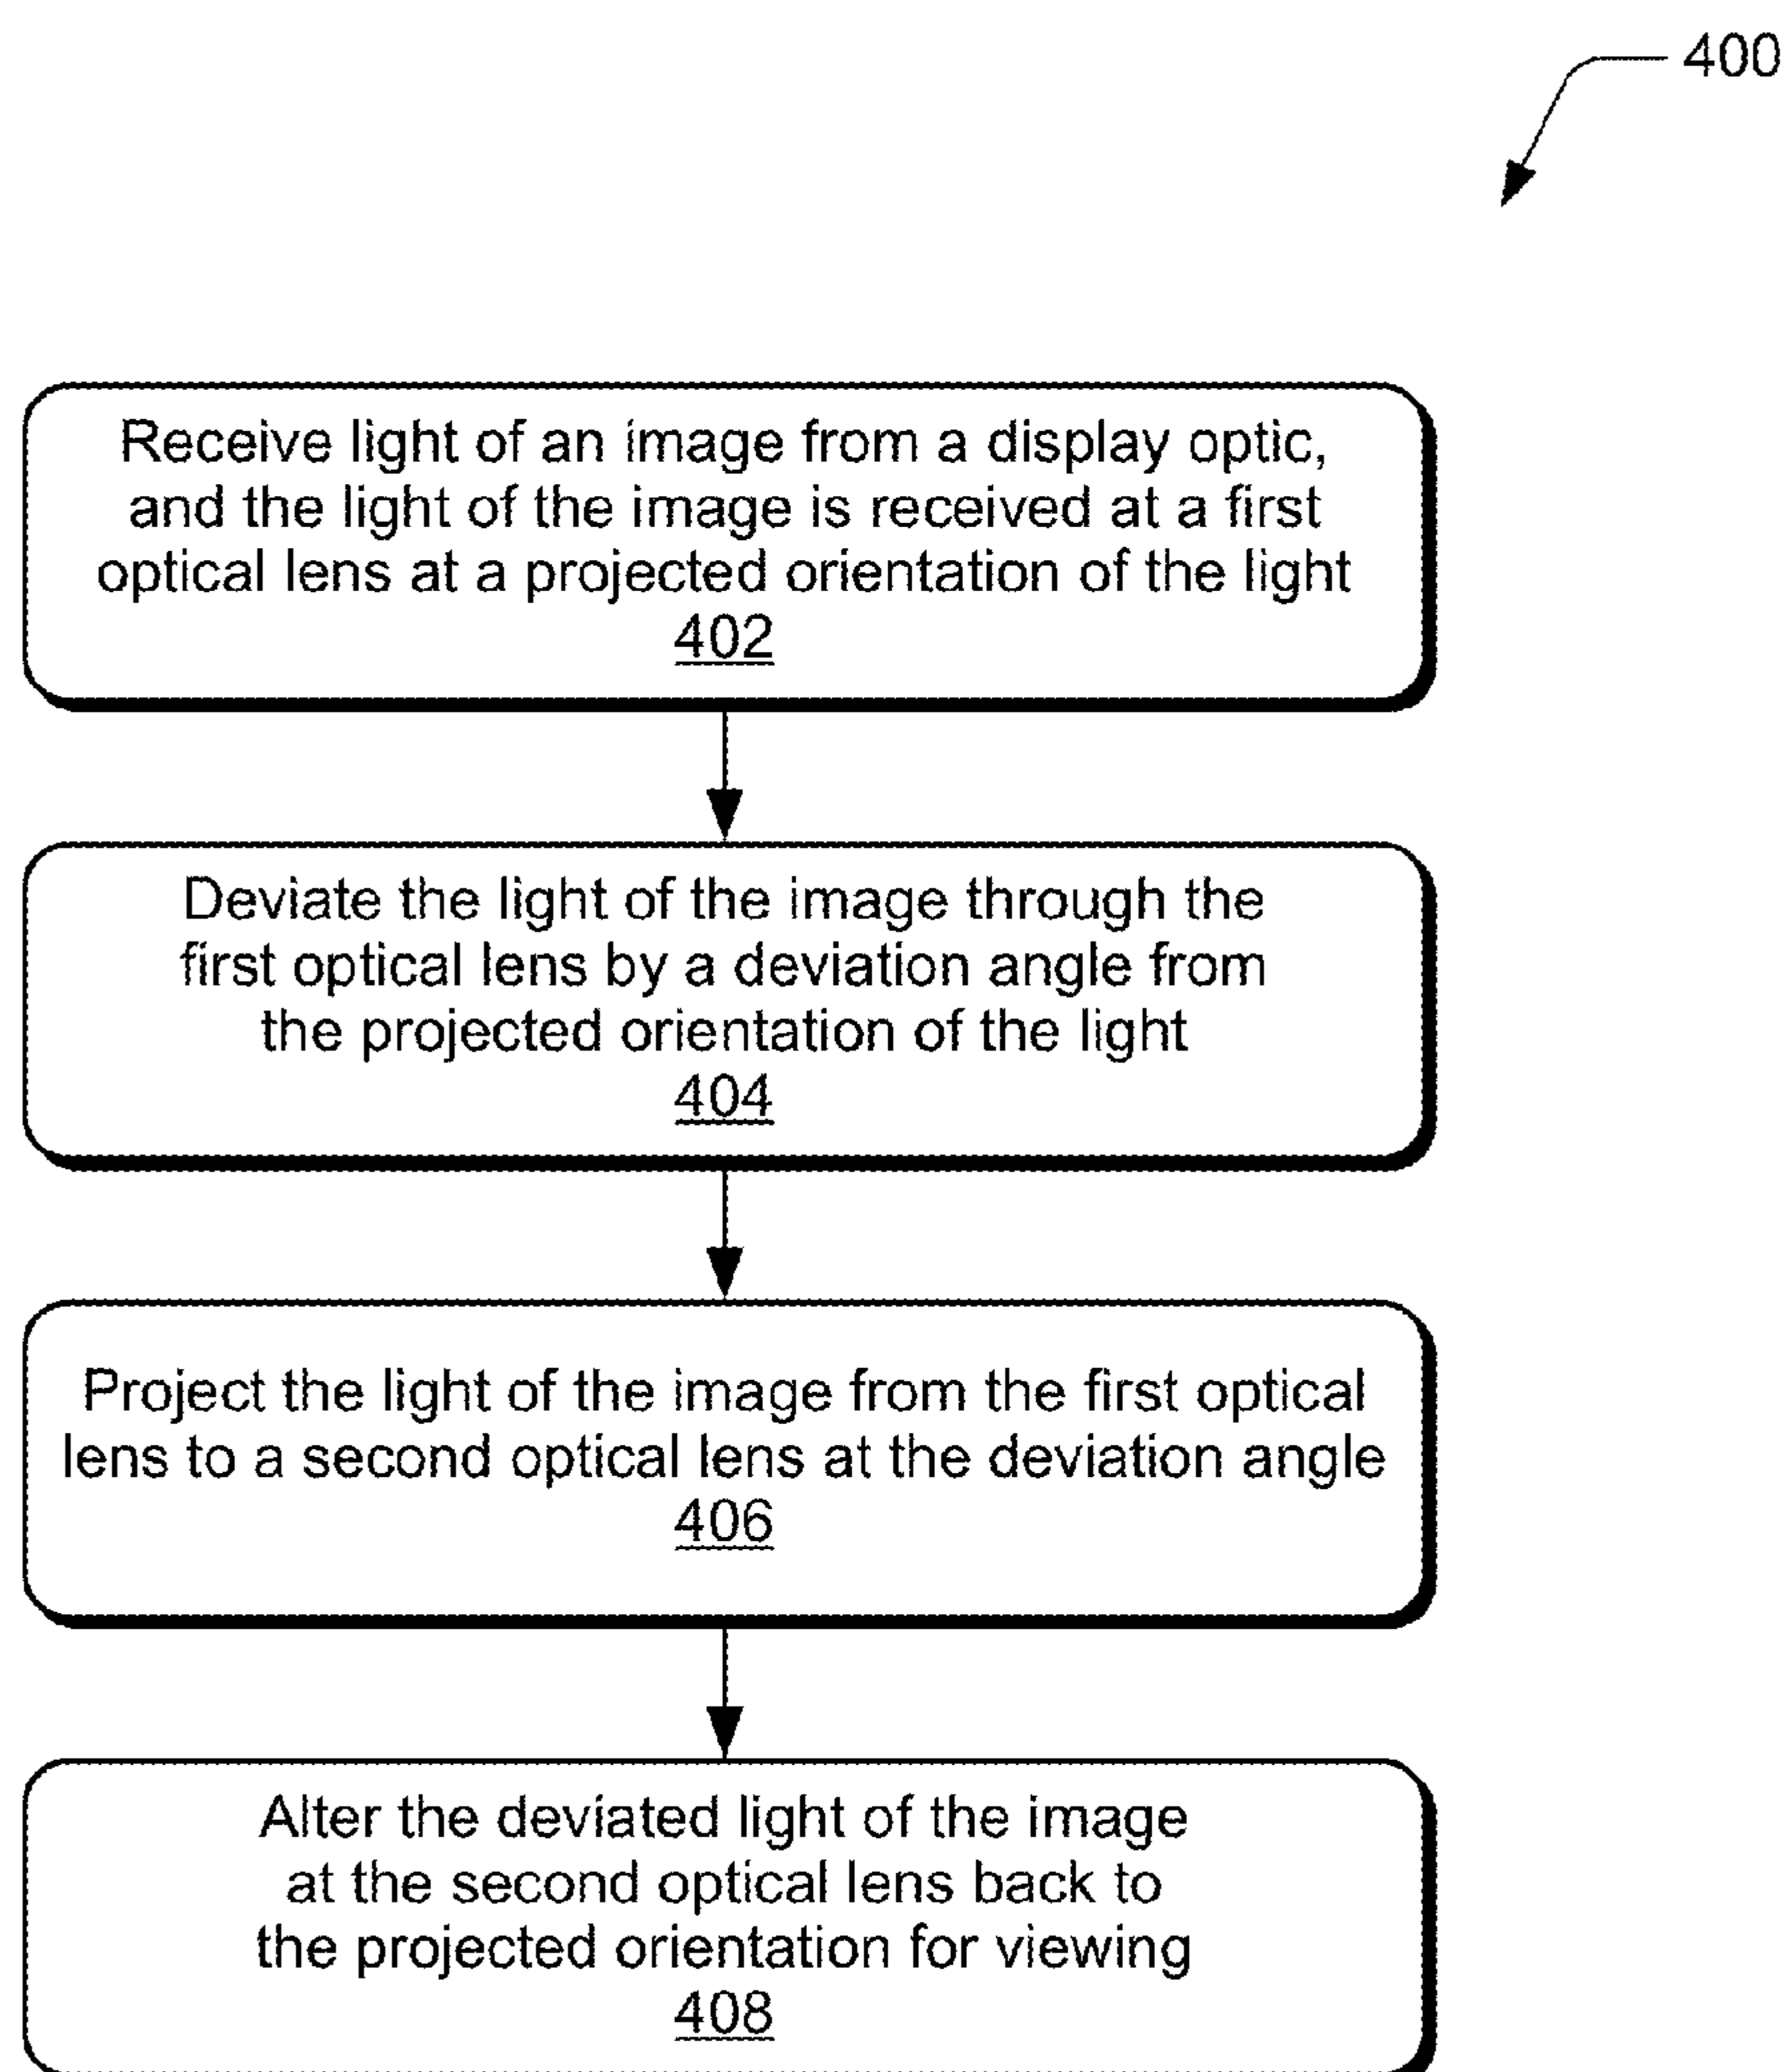 400
Receive light of an image from a display optic,
and the light of the image is received at a first
optical lens at a projected orientation of the light
402
Deviate the light of the image through the
first optical lens by a deviation angle from
the projected orientation of the light
404
Project the light of the image from the first optical
lens to a second optical lens at the deviation angle
406
Alter the deviated light of the image
at the second optical lens back to
the projected orientation for viewing
408